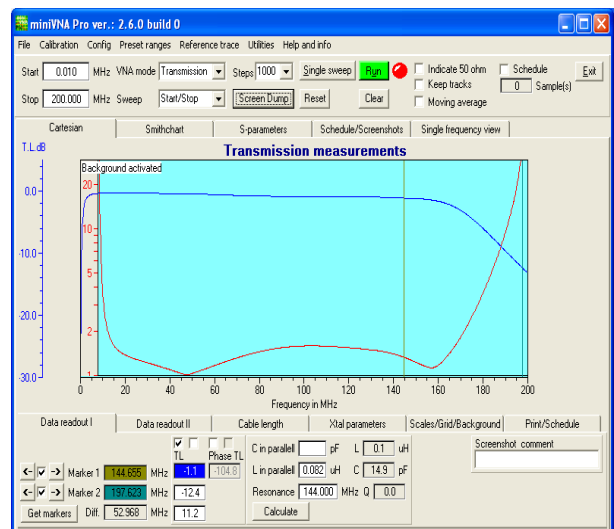 miniVNA Pro ver.: 2.6.0 build 0
File Calibration Config Preset ranges Reference trace Utilities Help and info
Start 0.010 MHz VNA mode Transmission Steps 1000 Single sweep Run Indicate 50 ohm Schedule Exit
Keep tracks 0 Sample(s)
Stop 200.000 MHz Sweep Start/Stop Screen Dump Reset Clear Moving average
Cartesian Smithchart S-parameters Schedule/Screenshots Single frequency view
T.L.dB Transmission measurements
Background activated
20
0.0
10
-10.0
5
-20.0
2
1
-30.0
0 20 40 60 80 100 120 140 160 180 200
Frequency in MHz
Data readout I Data readout II Cable length Xtal parameters Scales/Grid/Background Print/Schedule
TL Phase TL C in parallell pF L 0.1 uH Screenshot comment
<- -> Marker 1 144.655 MHz -1.1 -104.8 L in parallell 0.082 uH C 14.9 pF
<- -> Marker 2 197.623 MHz -12.4 Resonance 144.000 MHz Q 0.0
Get markers Diff. 52.968 MHz 11.2 Calculate